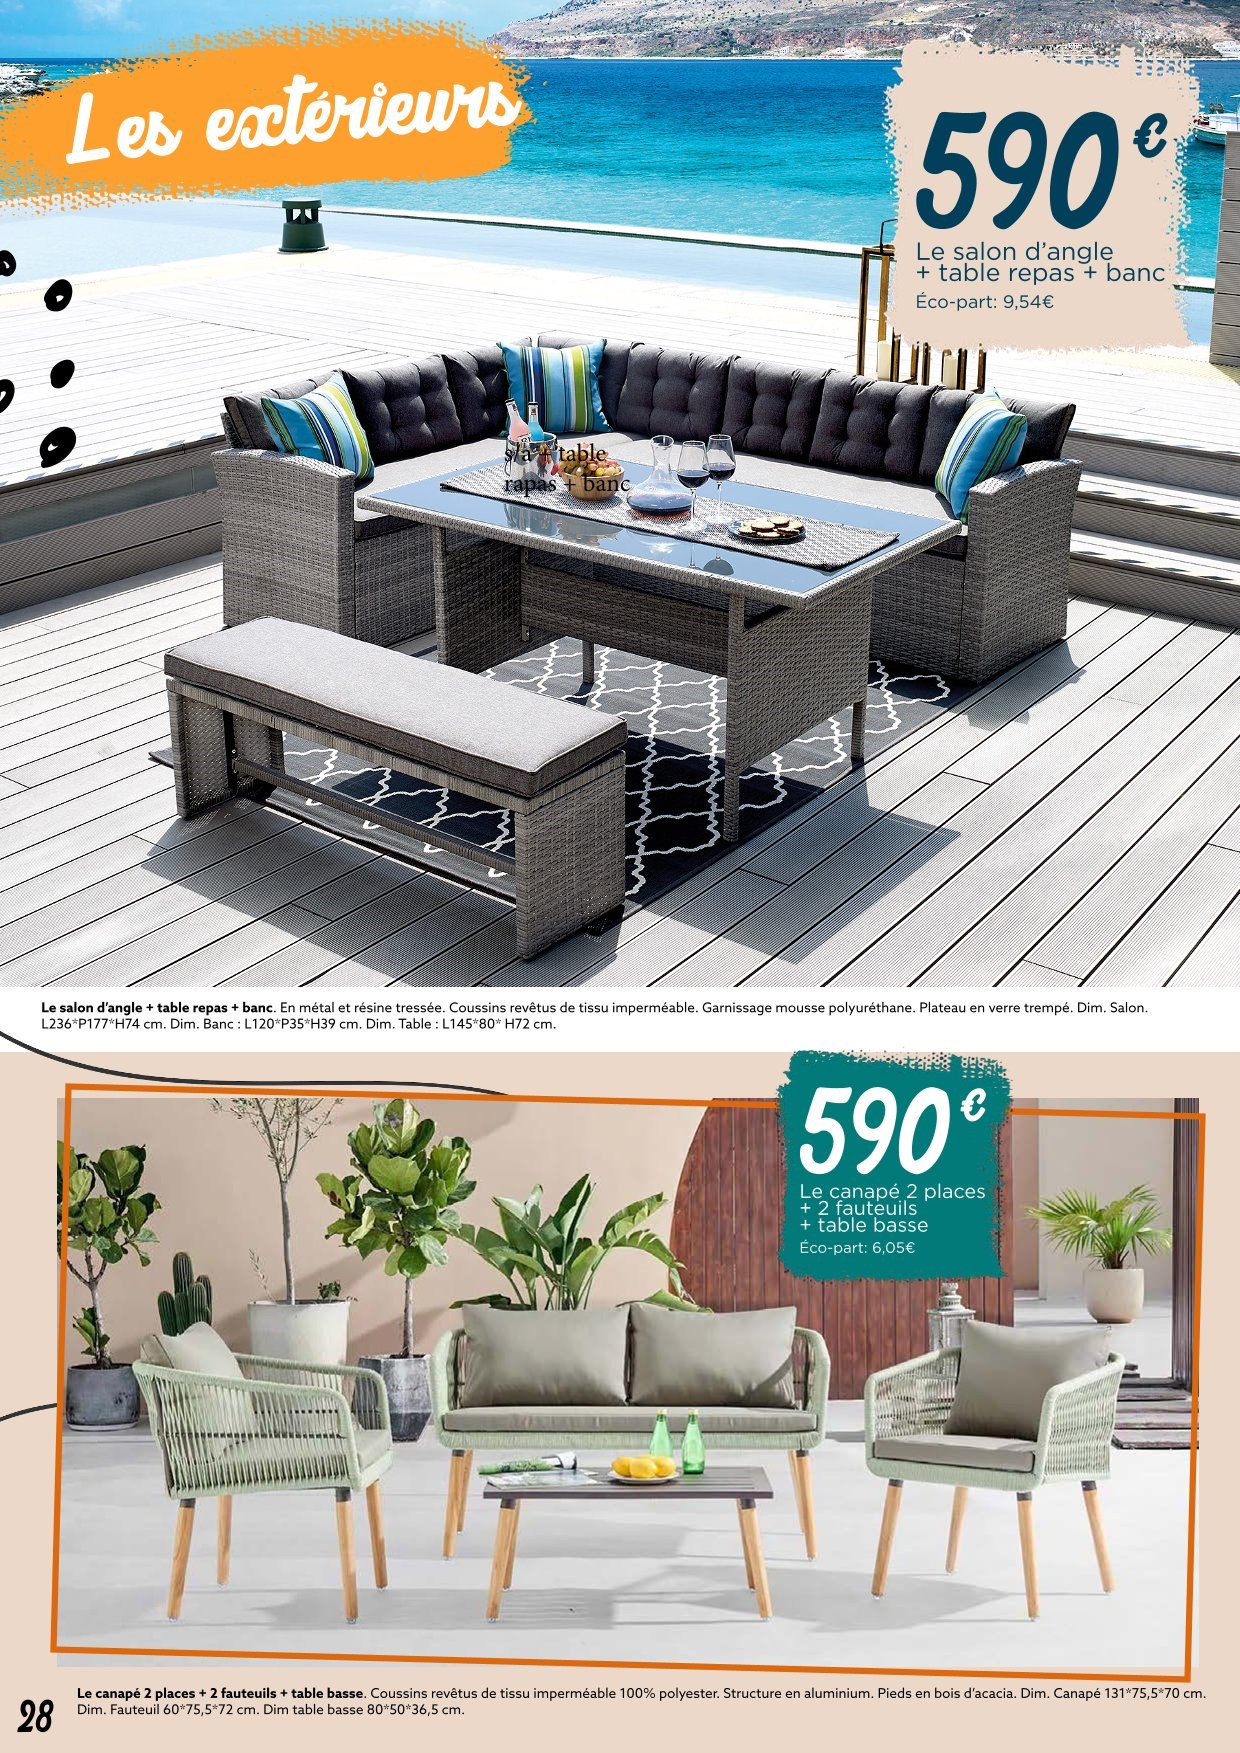 Les extérieurs
590€
Le salon d'angle
+ table repas + banc
Éco-part: 9,54€
s/a + table
rapas + banc
Le salon d'angle + table repas + banc. En métal et résine tressée. Coussins revêtus de tissu imperméable. Garnissage mousse polyuréthane. Plateau en verre trempé. Dim. Salon.
L236*P177*H74 cm. Dim. Banc : L120*P35*H39 cm. Dim. Table : L145*80* H72 cm.
590€
Le canapé 2 places
+ 2 fauteuils
+ table basse
Éco-part: 6,05€
Le canapé 2 places + 2 fauteuils + table basse. Coussins revêtus de tissu imperméable 100% polyester. Structure en aluminium. Pieds en bois d'acacia. Dim. Canapé 131*75,5*70 cm.
Dim. Fauteuil 60*75,5*72 cm. Dim table basse 80*50*36,5 cm.
28